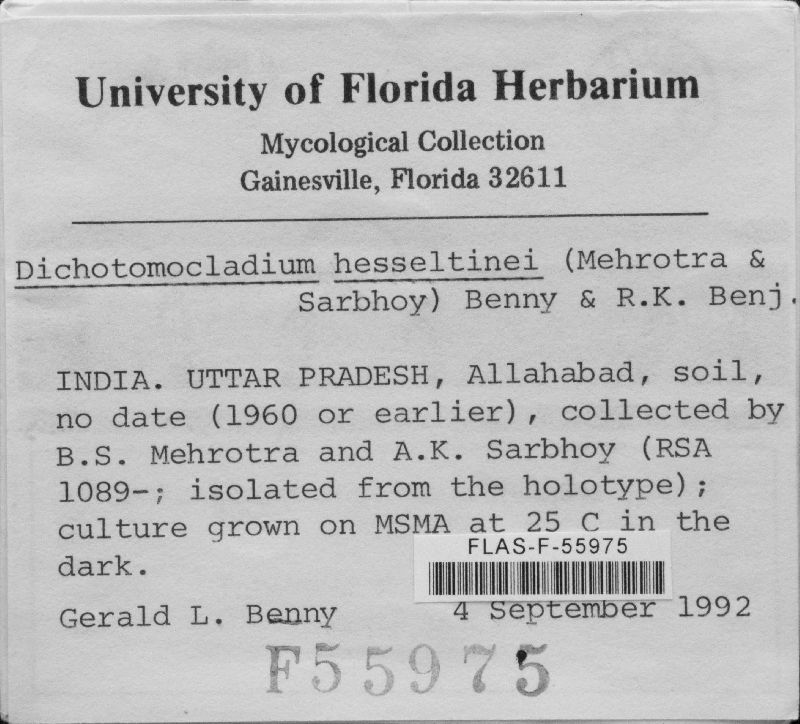 University of Florida Herbarium
Mycological Collection
Gainesville, Florida 32611
Dichotomocladium hesseltinei (Mehrotra &
Sarbhoy) Benny & R.K. Benj.
INDIA. UTTAR PRADESH, Allahabad, soil,
no date (1960 or earlier), collected by
B.S. Mehrotra and A.K. Sarbhoy (RSA
1089-; isolated from the holotype);
culture grown on MSMA at 25 C in the
dark.
FLAS-F-55975
Gerald L. Benny 4 September 1992
F55975